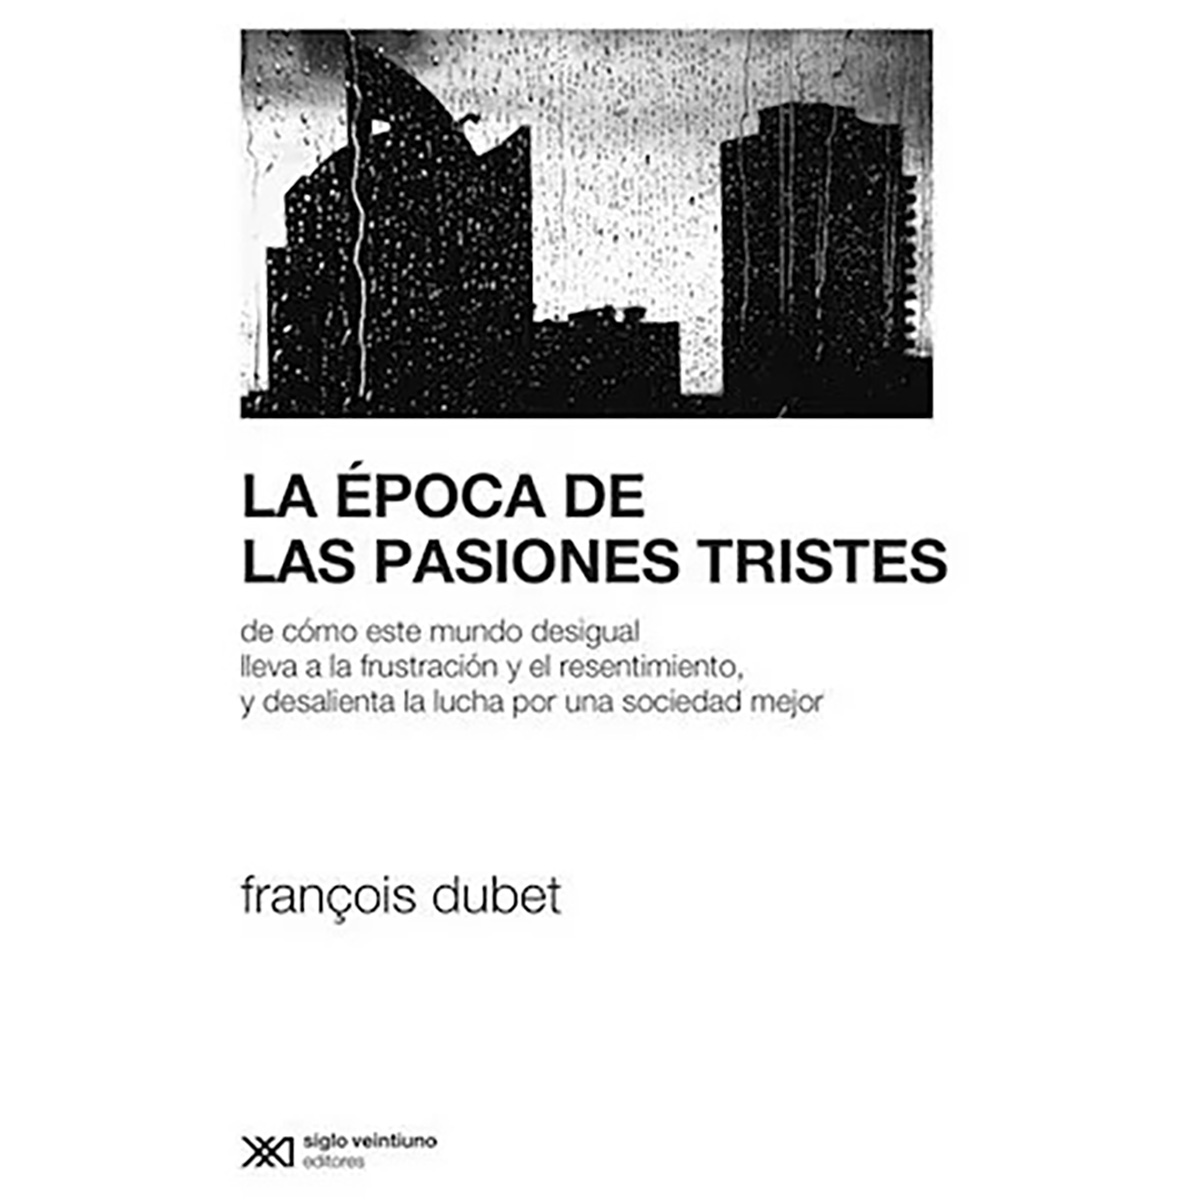 LA ÉPOCA DE
LAS PASIONES TRISTES
de cómo este mundo desigual
lleva a la frustración y el resentimiento,
y desalienta la lucha por una sociedad mejor
françois dubet
siglo veintiuno
editores